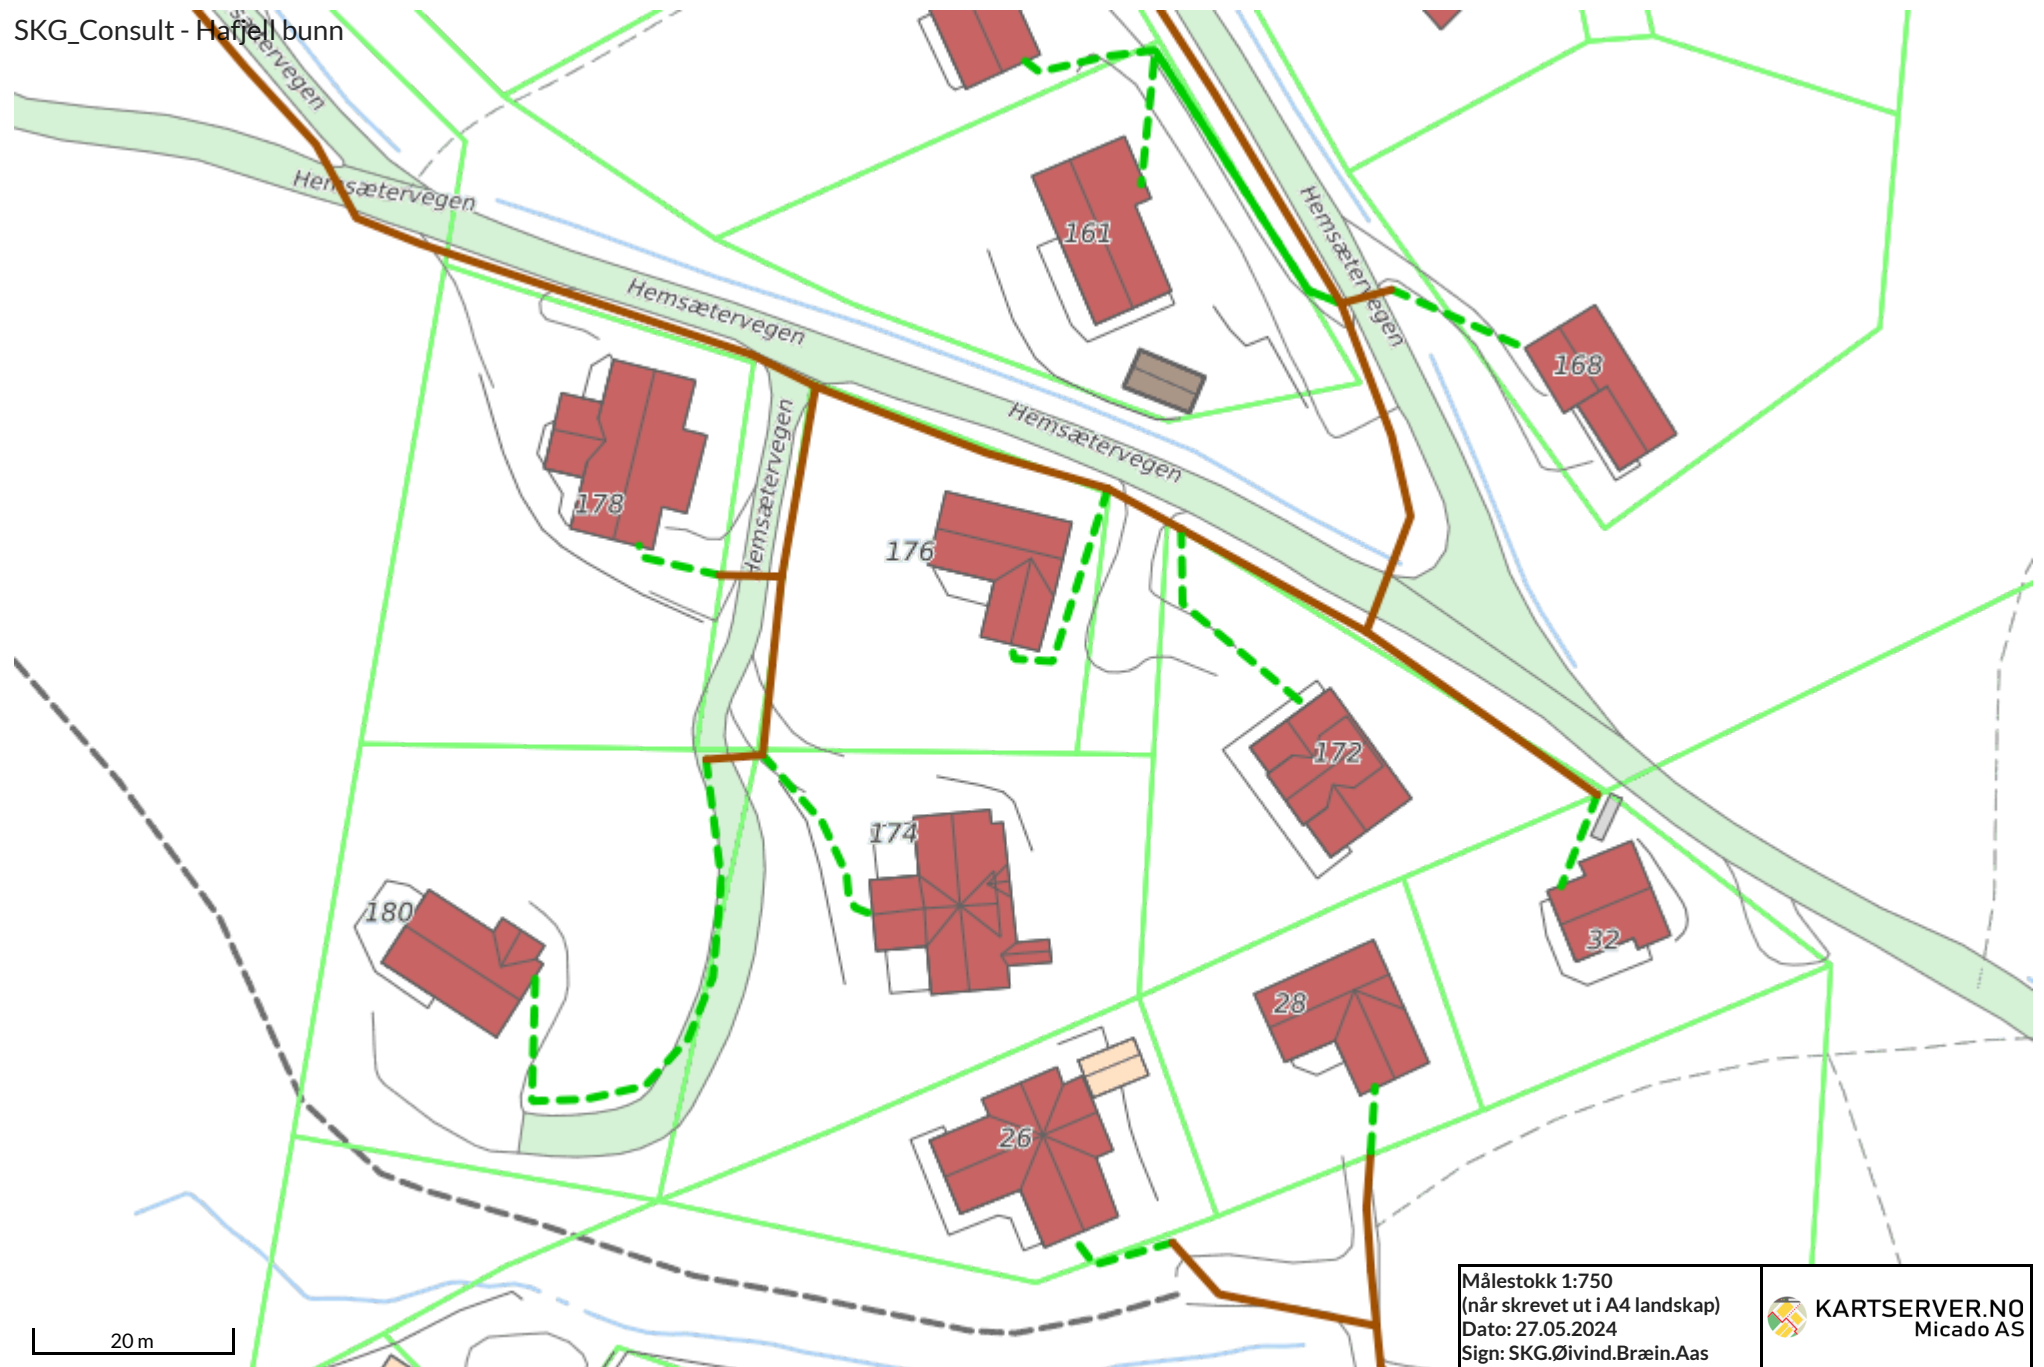 SKG_Consult - Hafjell bunn
sætervegen
Hemsætervegen
Hemsætervegen
Hemsætervegen
161
Hemsætervegen
168
Hemsætervegen
Hemsætervegen
178
176
172
174
180
32
28
26
20 m
Målestokk 1:750
(når skrevet ut i A4 landskap)
Dato: 27.05.2024
Sign: SKG.Øivind.Bræin.Aas
KARTSERVER.NO
Micado AS